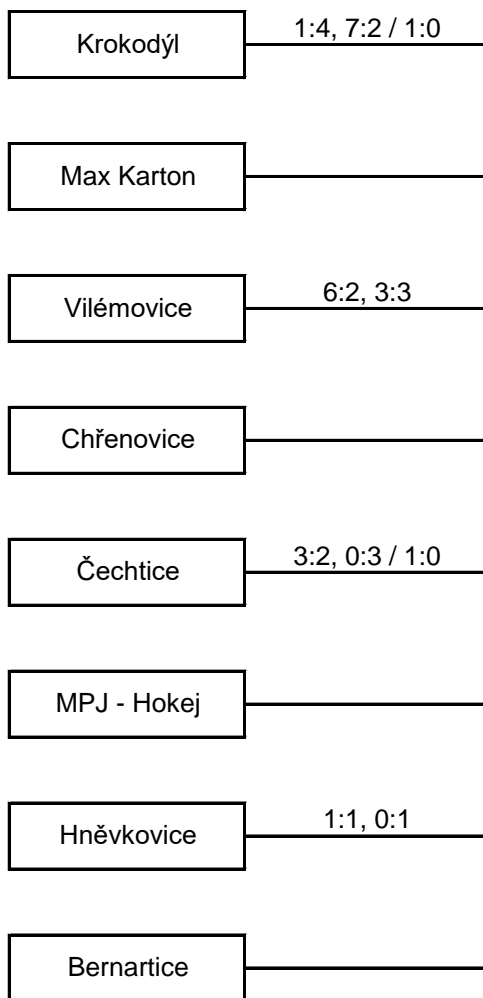 Krokodýl
1:4, 7:2 / 1:0
Max Karton
Vilémovice
6:2, 3:3
Chřenovice
Čechtice
3:2, 0:3 / 1:0
MPJ - Hokej
Hněvkovice
1:1, 0:1
Bernartice